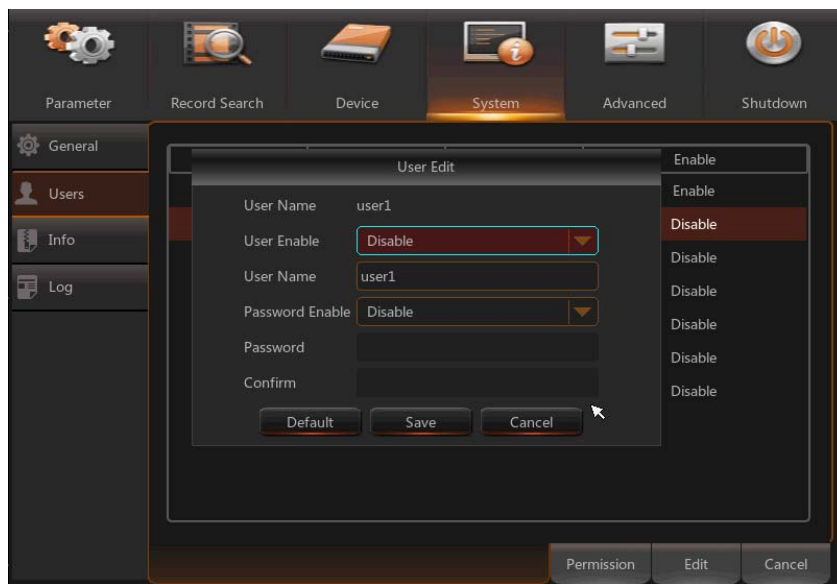 Parameter Record Search Device System Advanced Shutdown
General
Users
Info
Log
Enable
Enable
Disable
Disable
Disable
Disable
Disable
Disable
User Edit
User Name user1
User Enable Disable
User Name user1
Password Enable Disable
Password
Confirm
Default Save Cancel
Permission Edit Cancel